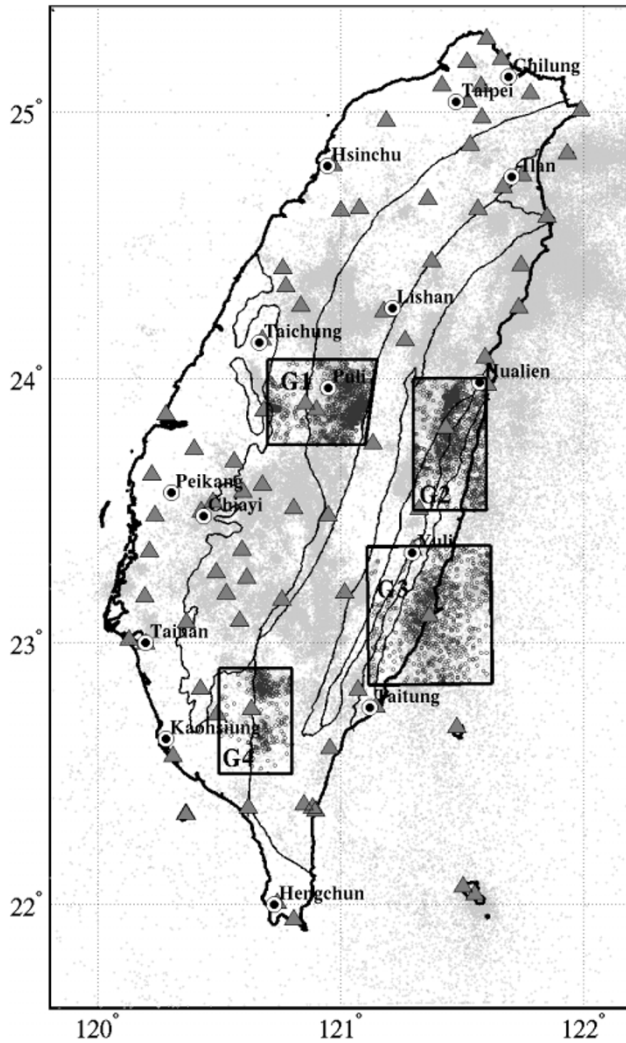 Chilung
25°
Taipei
Hsinchu
Ilan
Lishan
Taichung
24°
G1
Puli
Hualien
Peikang
G2
Chiayi
Yuli
G3
23°
Tainan
Taitung
Kaohsiung
G4
22°
Hengchun
120°
121°
122°